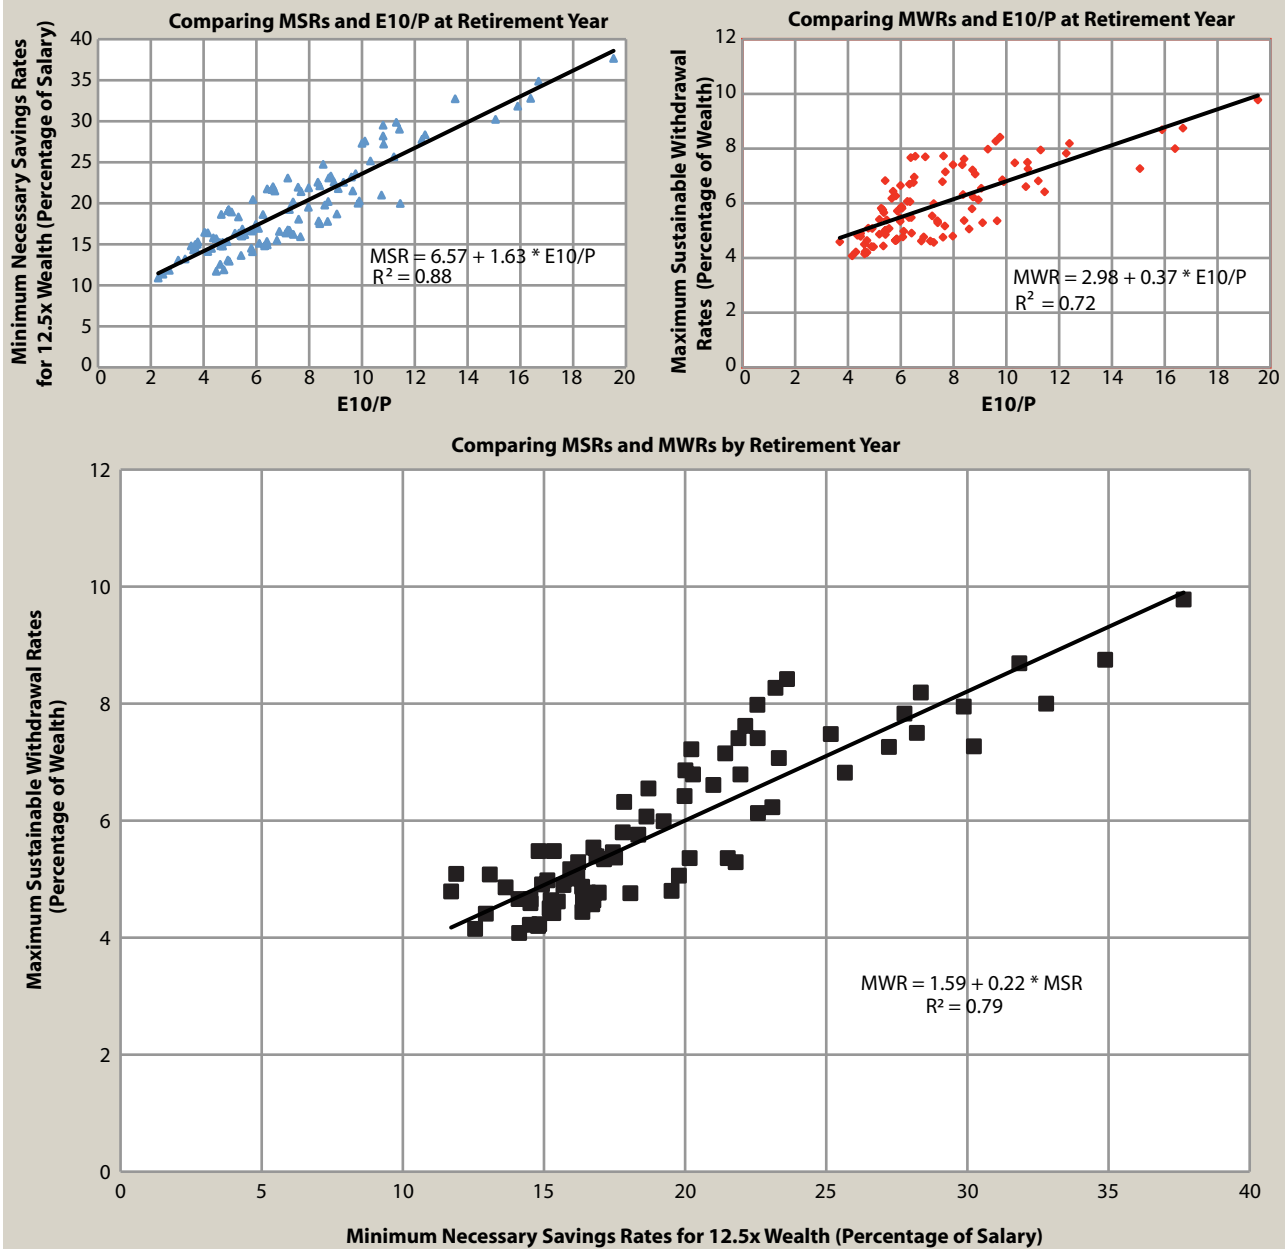 Comparing MSRs and E10/P at Retirement Year
Minimum Necessary Savings Rates
for 12.5x Wealth (Percentage of Salary)
40
35
30
25
20
15
10
5
0
MSR = 6.57 + 1.63 * E10/P
R² = 0.88
0 2 4 6 8 10 12 14 16 18 20
E10/P
Comparing MWRs and E10/P at Retirement Year
Maximum Sustainable Withdrawal
Rates (Percentage of Wealth)
12
10
8
6
4
2
0
MWR = 2.98 + 0.37 * E10/P
R² = 0.72
0 2 4 6 8 10 12 14 16 18 20
E10/P
Comparing MSRs and MWRs by Retirement Year
Maximum Sustainable Withdrawal Rates
(Percentage of Wealth)
12
10
8
6
4
2
0
MWR = 1.59 + 0.22 * MSR
R² = 0.79
0 5 10 15 20 25 30 35 40
Minimum Necessary Savings Rates for 12.5x Wealth (Percentage of Salary)